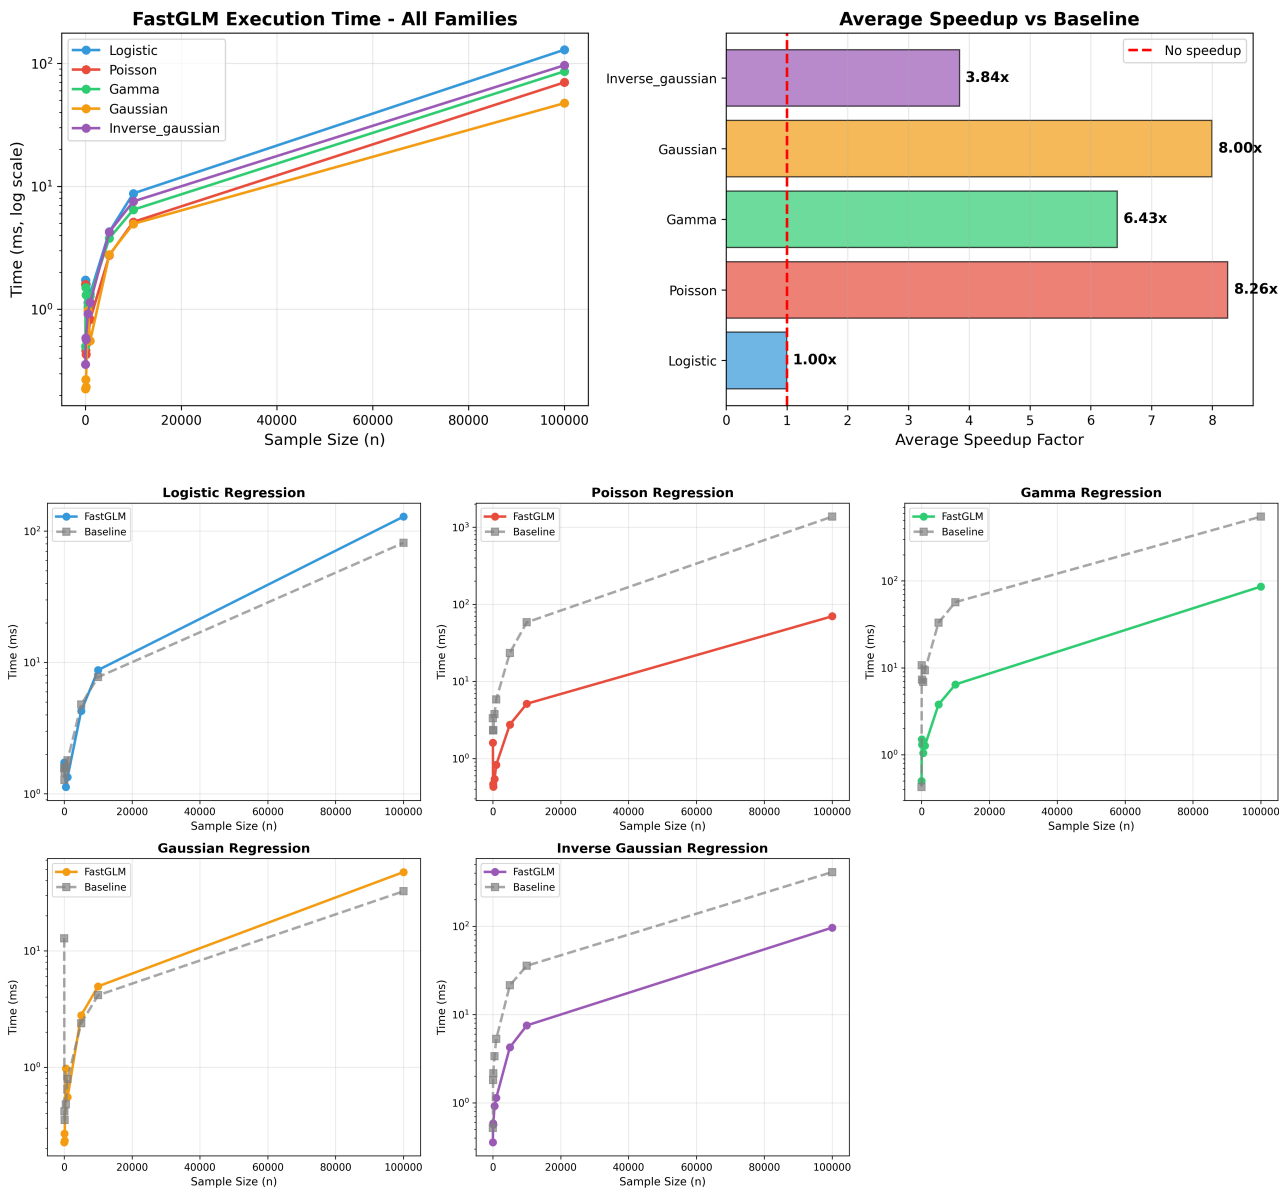 FastGLM Execution Time - All Families
Logistic
Poisson
Gamma
Gaussian
Inverse_gaussian
Time (ms, log scale)
10²
10¹
10⁰
0 20000 40000 60000 80000 100000
Sample Size (n)
Average Speedup vs Baseline
No speedup
Inverse_gaussian 3.84x
Gaussian 8.00x
Gamma 6.43x
Poisson 8.26x
Logistic 1.00x
0 1 2 3 4 5 6 7 8
Average Speedup Factor
Logistic Regression
FastGLM
Baseline
Time (ms)
10²
10¹
10⁰
0 20000 40000 60000 80000 100000
Sample Size (n)
Poisson Regression
FastGLM
Baseline
Time (ms)
10³
10²
10¹
10⁰
0 20000 40000 60000 80000 100000
Sample Size (n)
Gamma Regression
FastGLM
Baseline
Time (ms)
10²
10¹
10⁰
0 20000 40000 60000 80000 100000
Sample Size (n)
Gaussian Regression
FastGLM
Baseline
Time (ms)
10¹
10⁰
0 20000 40000 60000 80000 100000
Sample Size (n)
Inverse Gaussian Regression
FastGLM
Baseline
Time (ms)
10²
10¹
10⁰
0 20000 40000 60000 80000 100000
Sample Size (n)